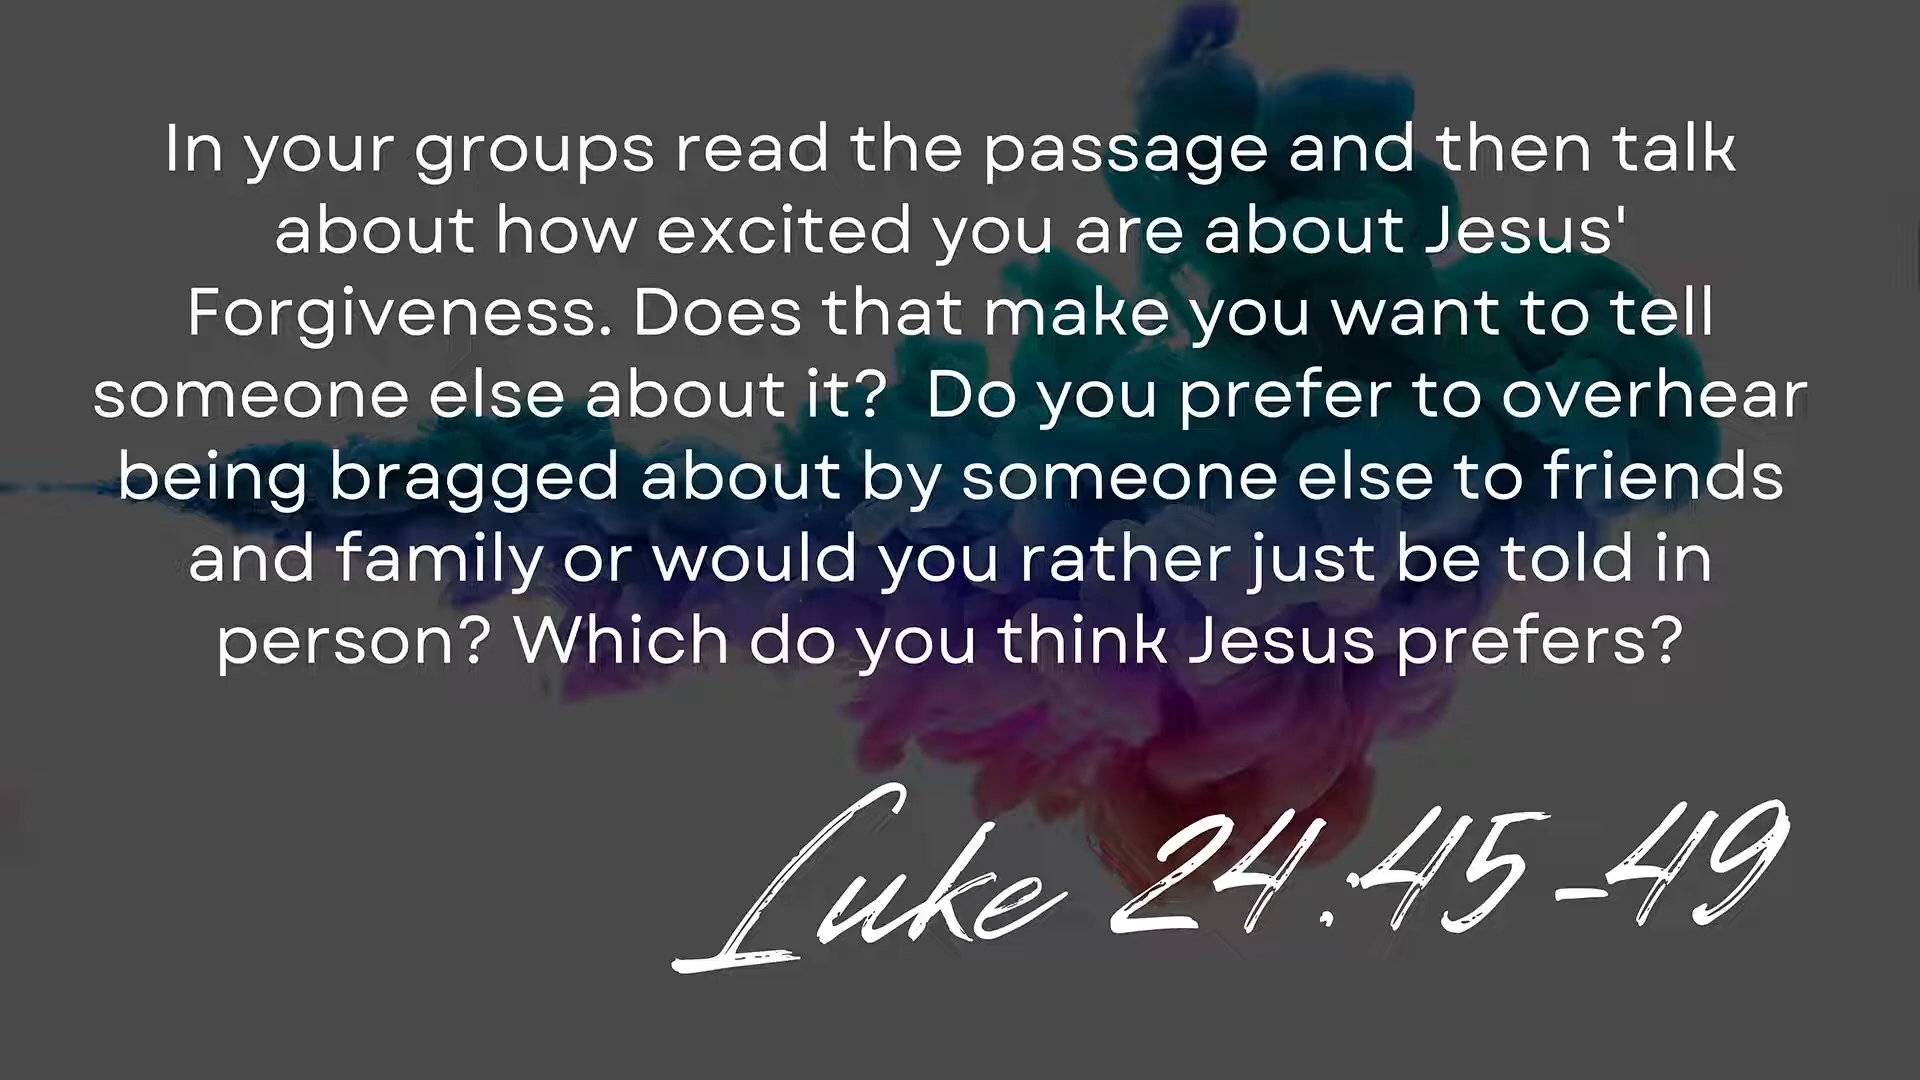 In your groups read the passage and then talk
about how excited you are about Jesus'
Forgiveness. Does that make you want to tell
someone else about it?  Do you prefer to overhear
being bragged about by someone else to friends
and family or would you rather just be told in
person? Which do you think Jesus prefers?
Luke 24:45-49